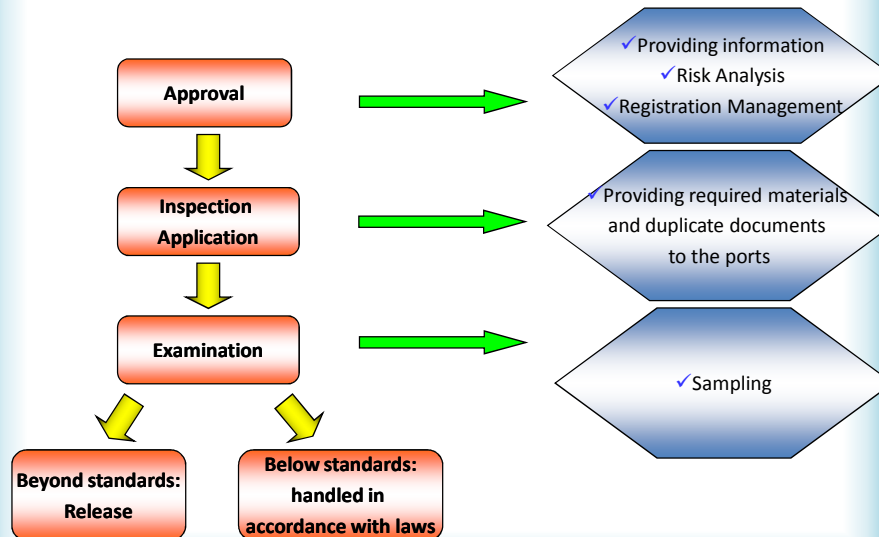 Approval
✓Providing information
✓Risk Analysis
✓Registration Management
Inspection
Application
✓Providing required materials
and duplicate documents
to the ports
Examination
✓Sampling
Beyond standards:
Release
Below standards:
handled in
accordance with laws